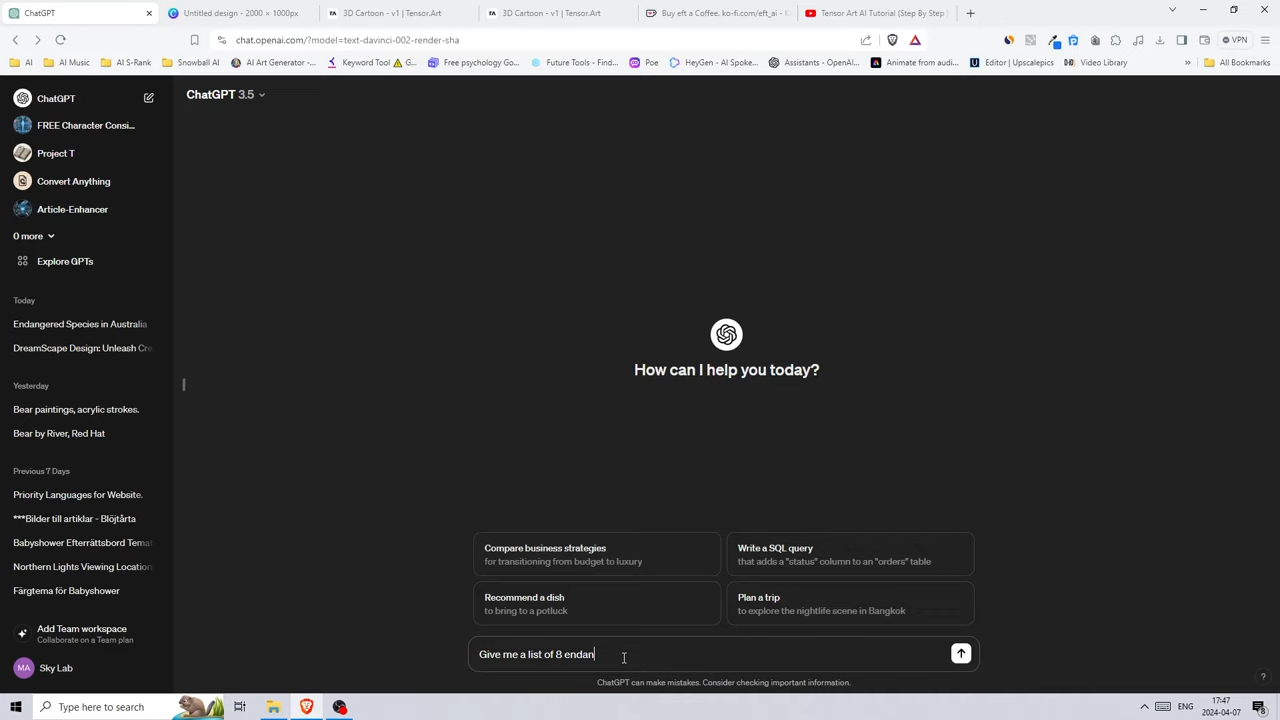 ChatGPT
Untitled design - 2000 × 1000px
3D Cartoon - v1 | Tensor.Art
3D Cartoon - v1 | Tensor.Art
Buy eft a Coffee. ko-fi.com/eft_ai - K
Tensor Art AI Tutorial (Step By Step
chat.openai.com/?model=text-davinci-002-render-sha
VPN
AI
AI Music
AI S-Rank
Snowball AI
AI Art Generator -...
Keyword Tool ⚠ G...
Free psychology Go...
Future Tools - Find...
Poe
HeyGen - AI Spoke...
Assistants - OpenAI...
Animate from audi...
Editor | Upscalepics
Video Library
»
All Bookmarks
ChatGPT
FREE Character Consi...
Project T
Convert Anything
Article-Enhancer
0 more
Explore GPTs
Today
Endangered Species in Australia
DreamScape Design: Unleash Cre
Yesterday
Bear paintings, acrylic strokes.
Bear by River, Red Hat
Previous 7 Days
Priority Languages for Website.
***Bilder till artiklar - Blöjtårta
Babyshower Efterrättsbord Temat
Northern Lights Viewing Location
Färgtema för Babyshower
Add Team workspace
Collaborate on a Team plan
MA
Sky Lab
ChatGPT 3.5
How can I help you today?
Compare business strategies
for transitioning from budget to luxury
Write a SQL query
that adds a "status" column to an "orders" table
Recommend a dish
to bring to a potluck
Plan a trip
to explore the nightlife scene in Bangkok
Give me a list of 8 endan
ChatGPT can make mistakes. Consider checking important information.
?
Type here to search
ENG
17:47
2024-04-07